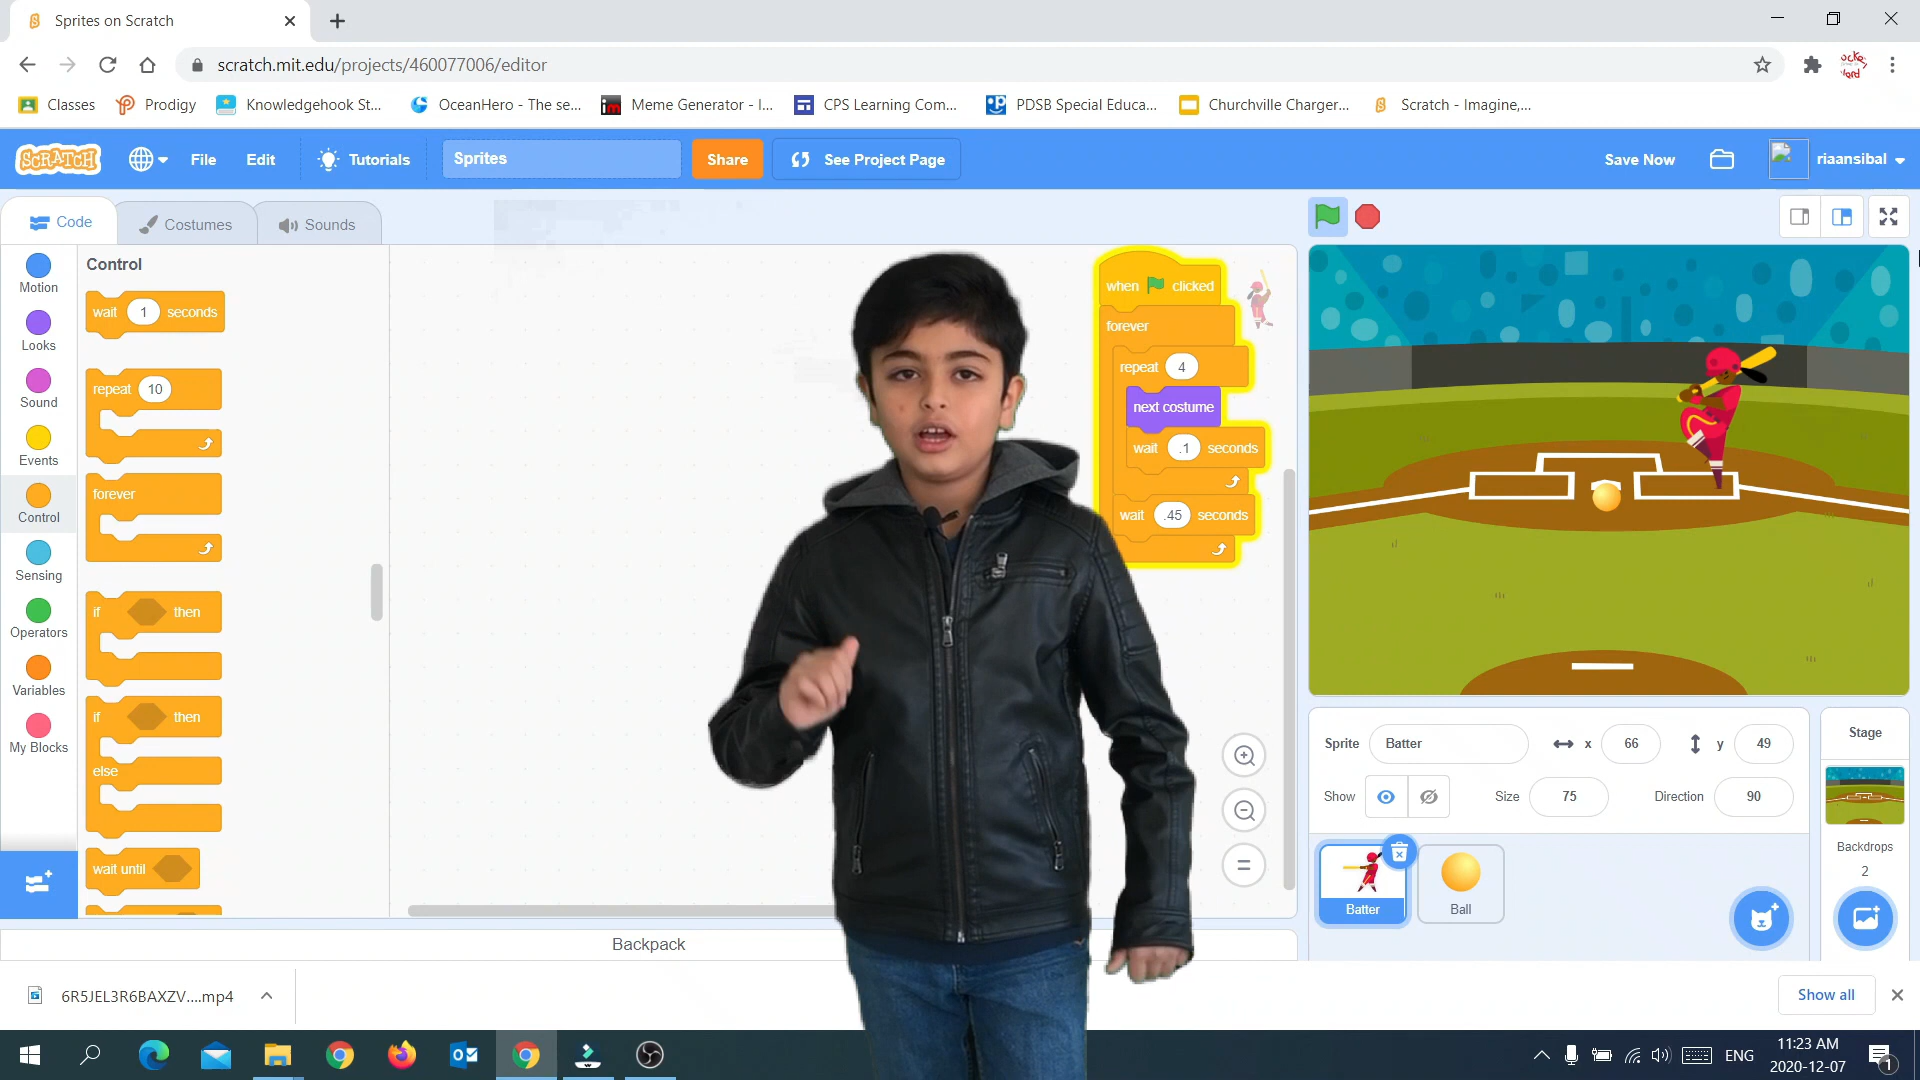 Sprites on Scratch
scratch.mit.edu/projects/460077006/editor
Classes
Prodigy
Knowledgehook St...
OceanHero - The se...
Meme Generator - I...
CPS Learning Com...
PDSB Special Educa...
Churchville Charger...
Scratch - Imagine,...
SCRATCH
File
Edit
Tutorials
Sprites
Share
See Project Page
Save Now
riaansibal
Code
Costumes
Sounds
Motion
Looks
Sound
Events
Control
Sensing
Operators
Variables
My Blocks
Control
wait 1 seconds
repeat 10
forever
if then
if then
else
wait until
when clicked
forever
repeat 4
next costume
wait .1 seconds
wait .45 seconds
Sprite Batter x 66 y 49
Show Size 75 Direction 90
Batter
Ball
Stage
Backdrops
2
Backpack
6R5JEL3R6BAXZV....mp4
Show all
ENG
11:23 AM
2020-12-07
1